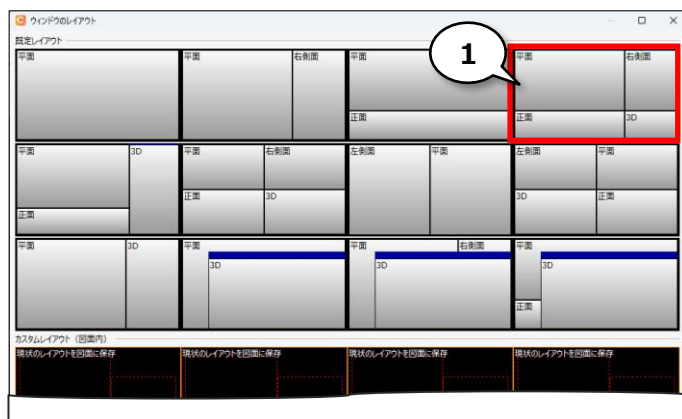 ウィンドウのレイアウト
既定レイアウト
平面
平面 右側面
平面
正面
1
平面 右側面
正面 3D
平面 3D
正面
平面 右側面
正面 3D
左側面 平面
左側面 平面
3D 正面
平面 3D
平面
3D
平面 右側面
3D
平面
3D
正面
カスタムレイアウト（図面内）
現状のレイアウトを図面に保存
現状のレイアウトを図面に保存
現状のレイアウトを図面に保存
現状のレイアウトを図面に保存